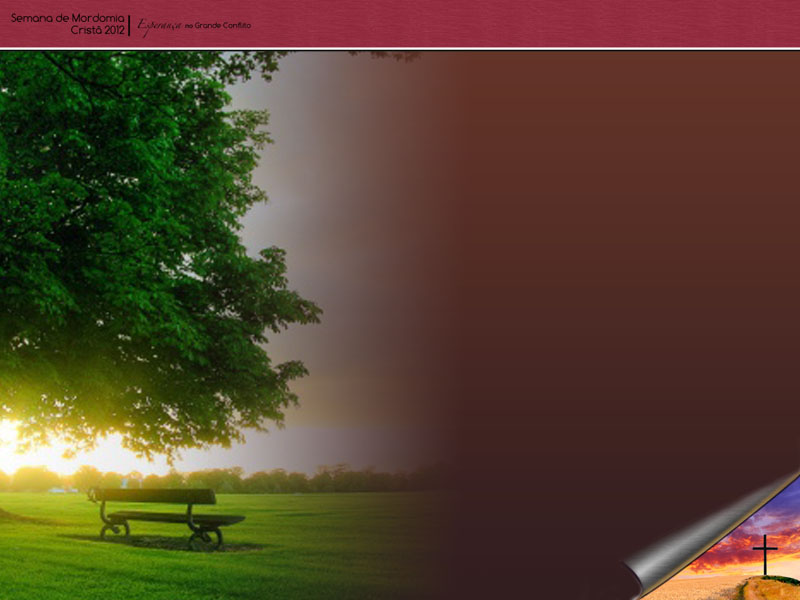 Semana de Mordomia
Cristã 2012
Esperança no Grande Conflito